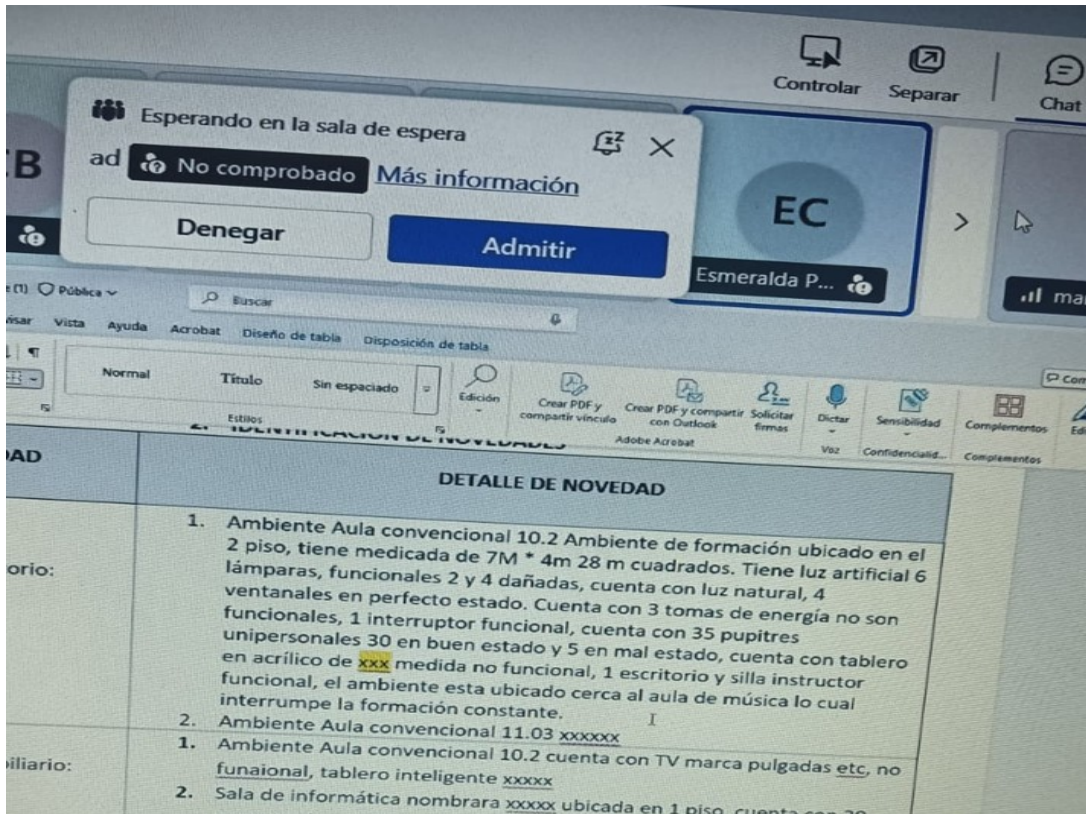 Controlar
Separar
Chat
Esperando en la sala de espera
ad No comprobado Más información
Denegar
Admitir
EC
Esmeralda P...
Pública
Buscar
Vista Ayuda Acrobat Diseño de tabla Disposición de tabla
Normal
Título
Sin espaciado
Estilos
Edición
Crear PDF y compartir vínculo
Crear PDF y compartir con Outlook
Solicitar firmas
Adobe Acrobat
Dictar
Voz
Sensibilidad
Confidencialid...
Complementos
Complementos
DETALLE DE NOVEDAD
1. Ambiente Aula convencional 10.2 Ambiente de formación ubicado en el
2 piso, tiene medicada de 7M * 4m 28 m cuadrados. Tiene luz artificial 6
lámparas, funcionales 2 y 4 dañadas, cuenta con luz natural, 4
ventanales en perfecto estado. Cuenta con 3 tomas de energía no son
funcionales, 1 interruptor funcional, cuenta con 35 pupitres
unipersonales 30 en buen estado y 5 en mal estado, cuenta con tablero
en acrílico de xxx medida no funcional, 1 escritorio y silla instructor
funcional, el ambiente esta ubicado cerca al aula de música lo cual
interrumpe la formación constante.
2. Ambiente Aula convencional 11.03 xxxxxx
1. Ambiente Aula convencional 10.2 cuenta con TV marca pulgadas etc, no
funaional, tablero inteligente xxxxx
2. Sala de informática nombrara xxxxx ubicada en 1 piso, cuenta con